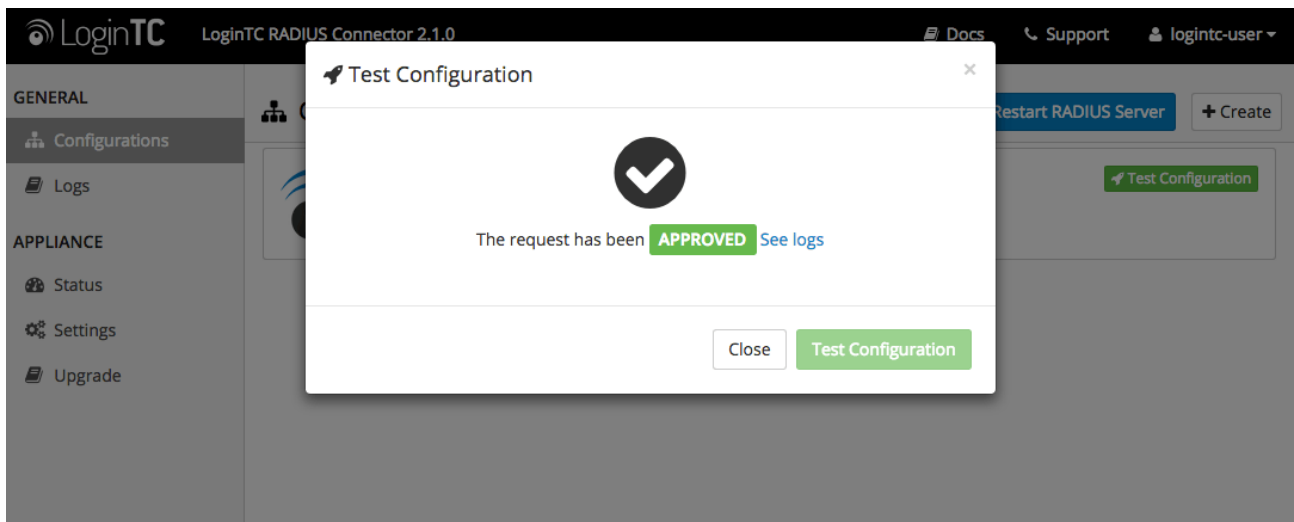 LoginTC LoginTC RADIUS Connector 2.1.0 Docs Support logintc-user
Test Configuration ×
GENERAL
Restart RADIUS Server + Create
Configurations
Logs
Test Configuration
The request has been APPROVED See logs
APPLIANCE
Status
Settings
Close Test Configuration
Upgrade